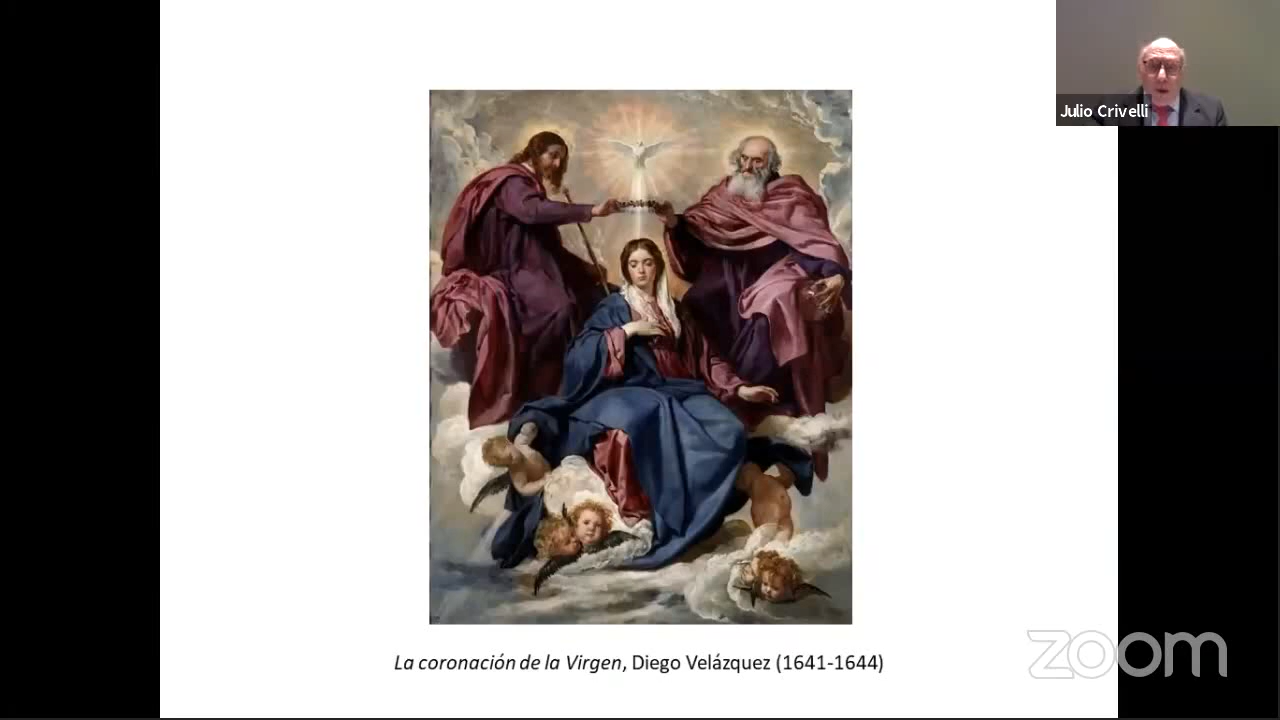 Julio Crivelli
La coronación de la Virgen, Diego Velázquez (1641-1644)
zoom